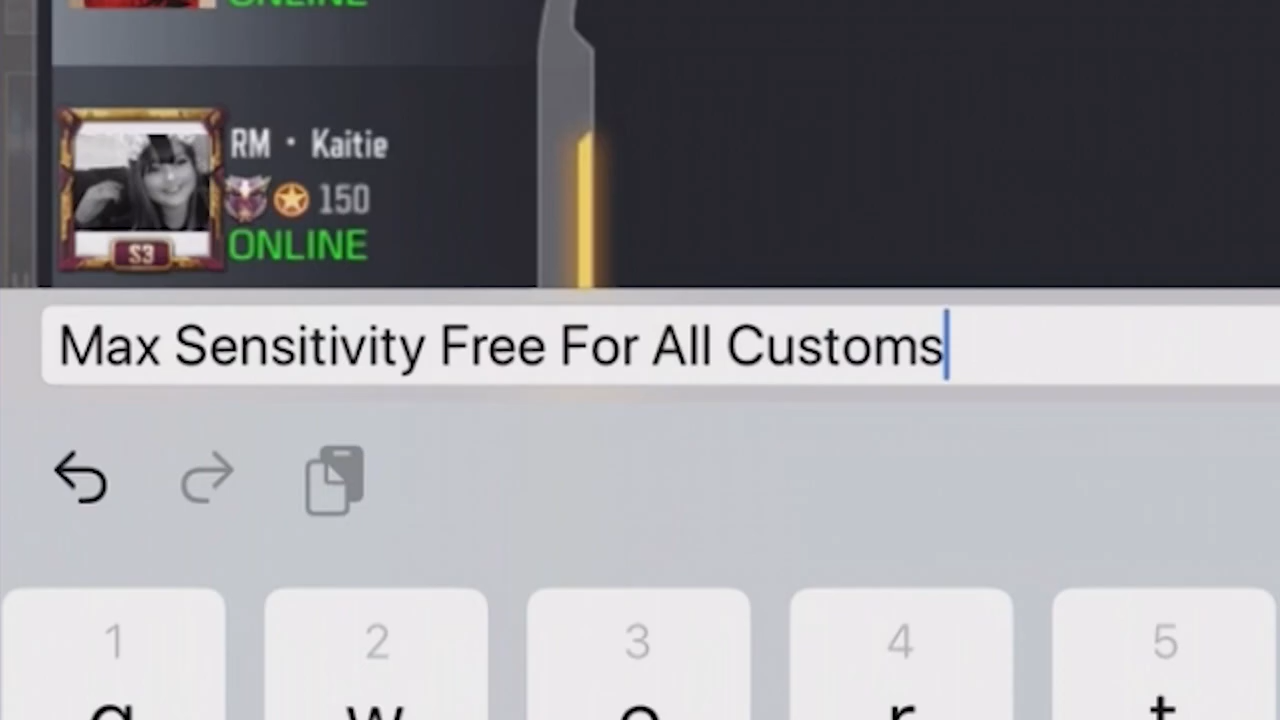 ONLINE
RM · Kaitie
150
S3
ONLINE
Max Sensitivity Free For All Customs
1 2 3 4 5
q w e r t